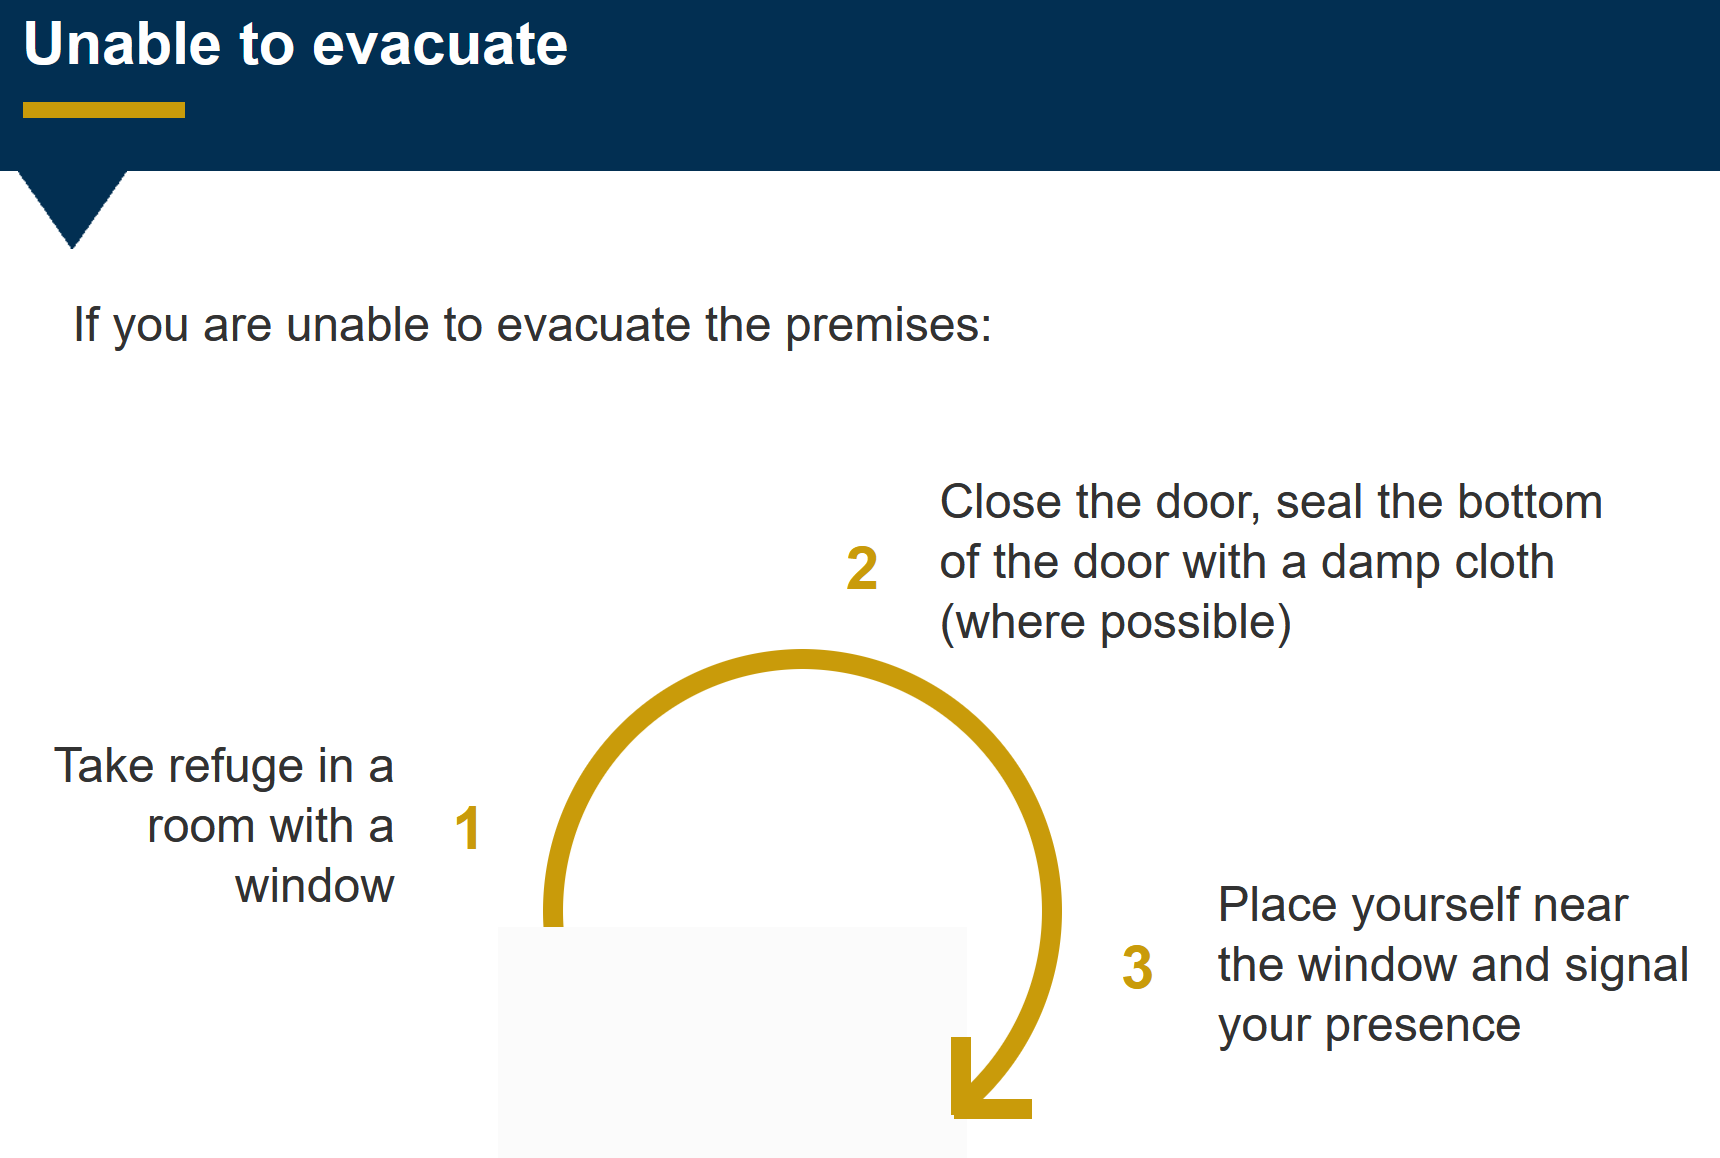 Unable to evacuate
If you are unable to evacuate the premises:
1
Take refuge in a
room with a
window
2
Close the door, seal the bottom
of the door with a damp cloth
(where possible)
3
Place yourself near
the window and signal
your presence